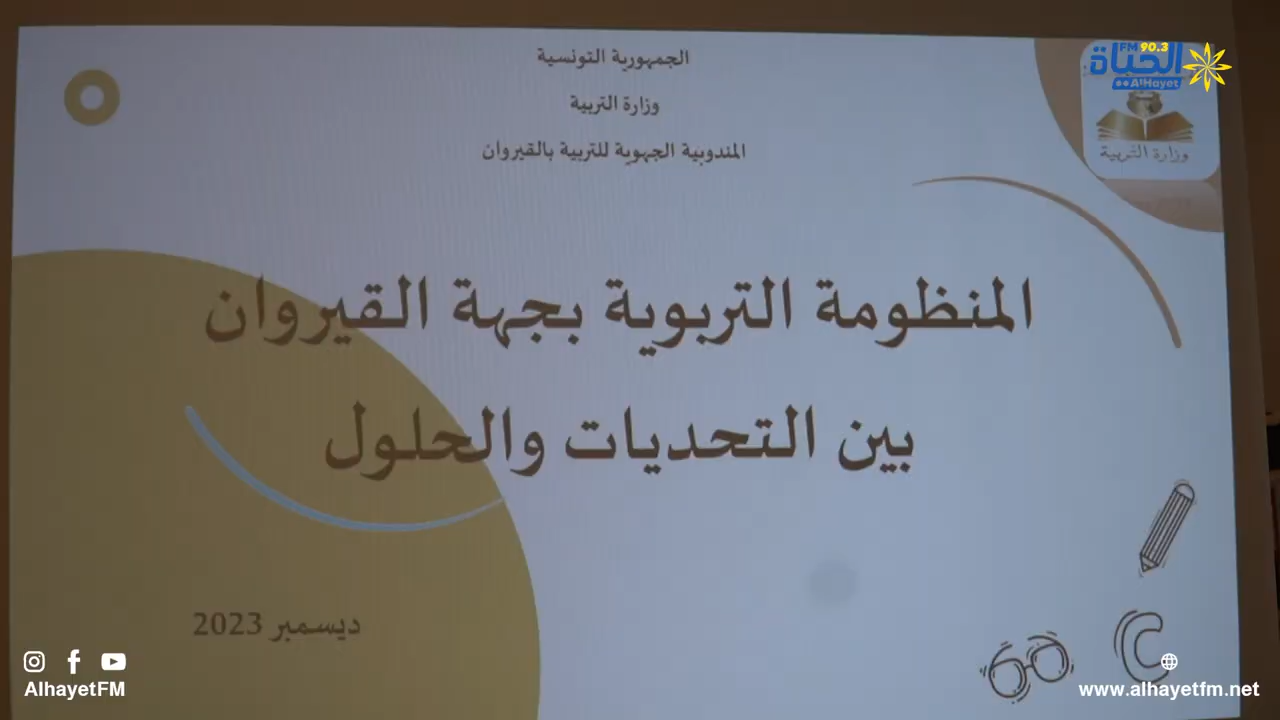 الجمهورية التونسية
وزارة التربية
المندوبية الجهوية للتربية بالقيروان
الحياة FM 90.3
AlHayet
وزارة التربية
المنظومة التربوية بجهة القيروان
بين التحديات والحلول
ديسمبر 2023
AlhayetFM
www.alhayetfm.net